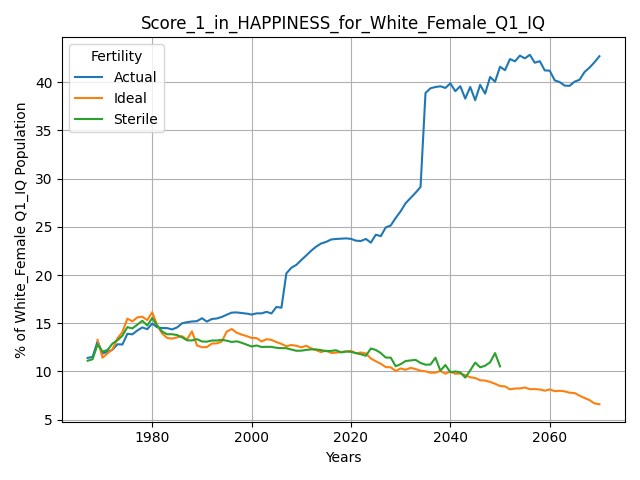 Score_1_in_HAPPINESS_for_White_Female_Q1_IQ
Fertility
Actual
Ideal
Sterile
% of White_Female Q1_IQ Population
40
35
30
25
20
15
10
5
1980
2000
2020
2040
2060
Years